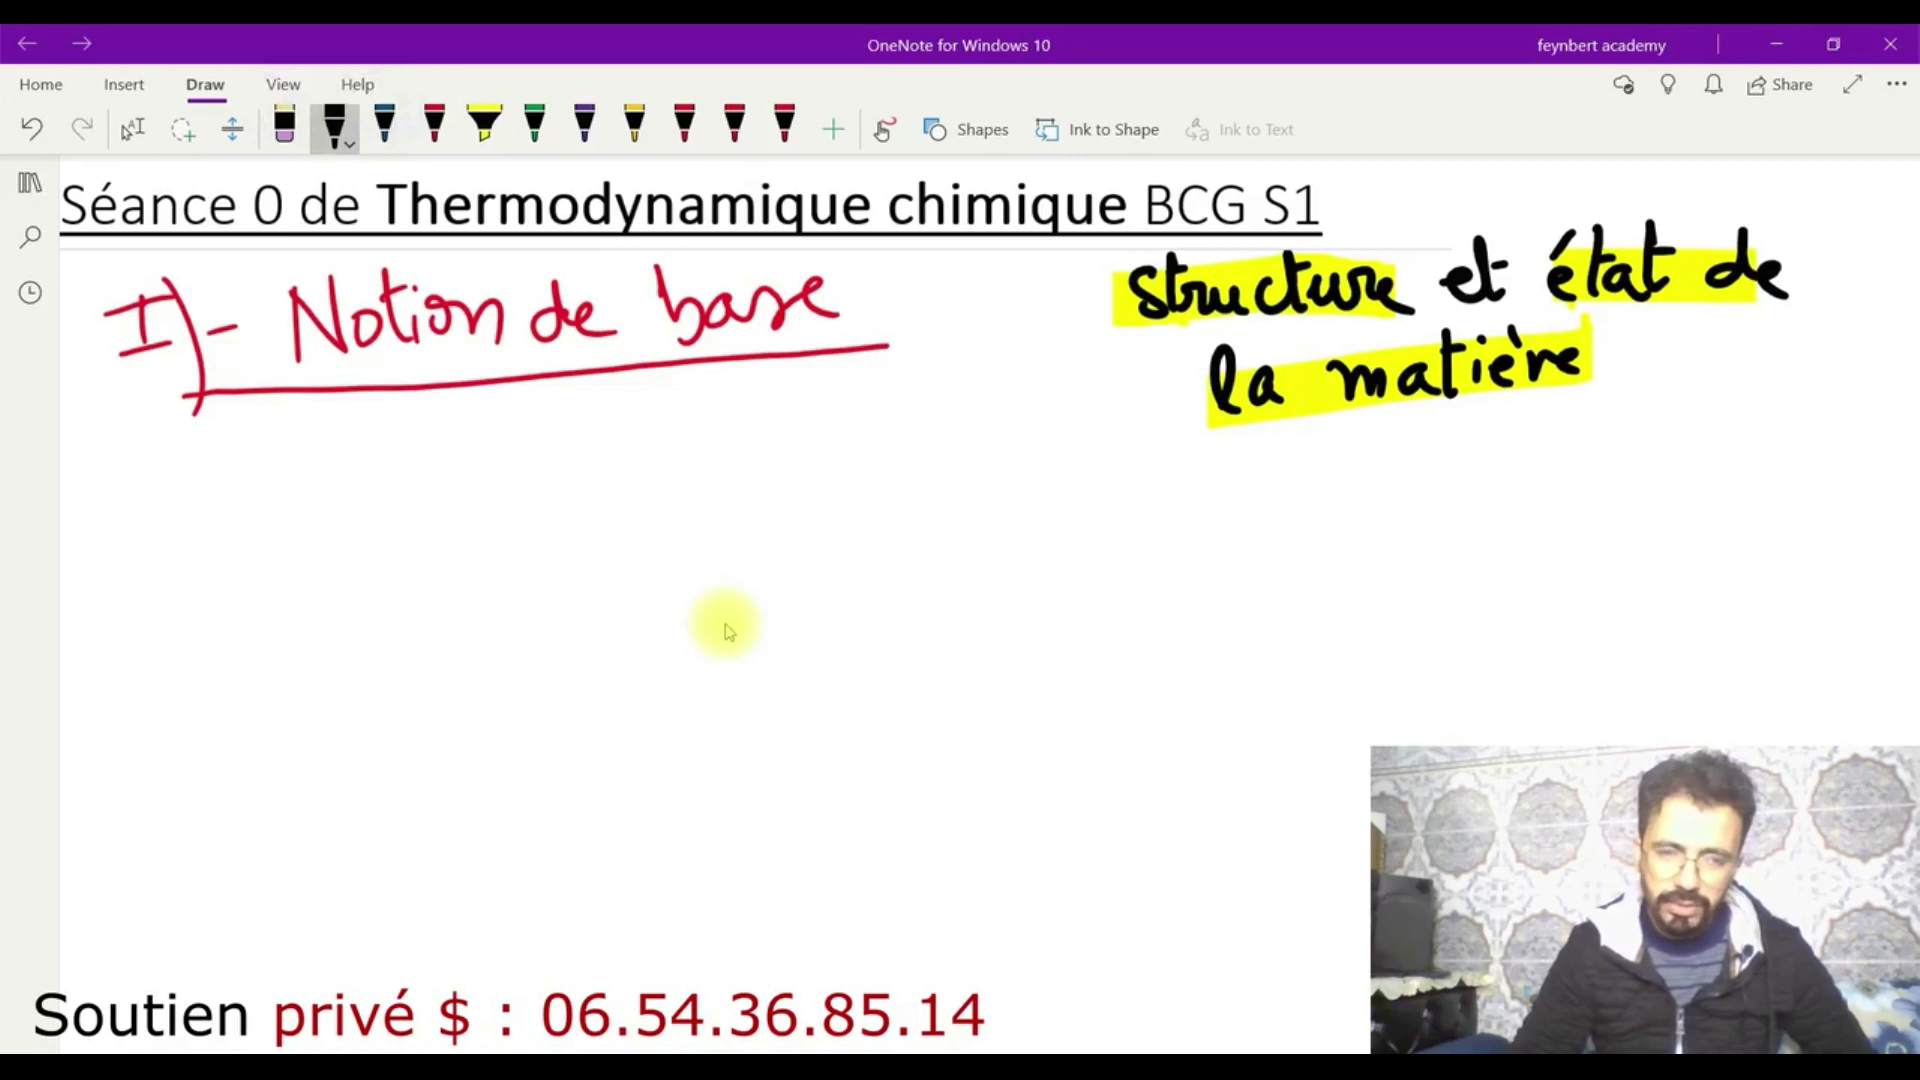 OneNote for Windows 10
feynbert academy
Home Insert Draw View Help
Share
Shapes Ink to Shape Ink to Text
Séance 0 de Thermodynamique chimique BCG S1
I)- Notion de base
structure et état de
la matière
Soutien privé $ : 06.54.36.85.14